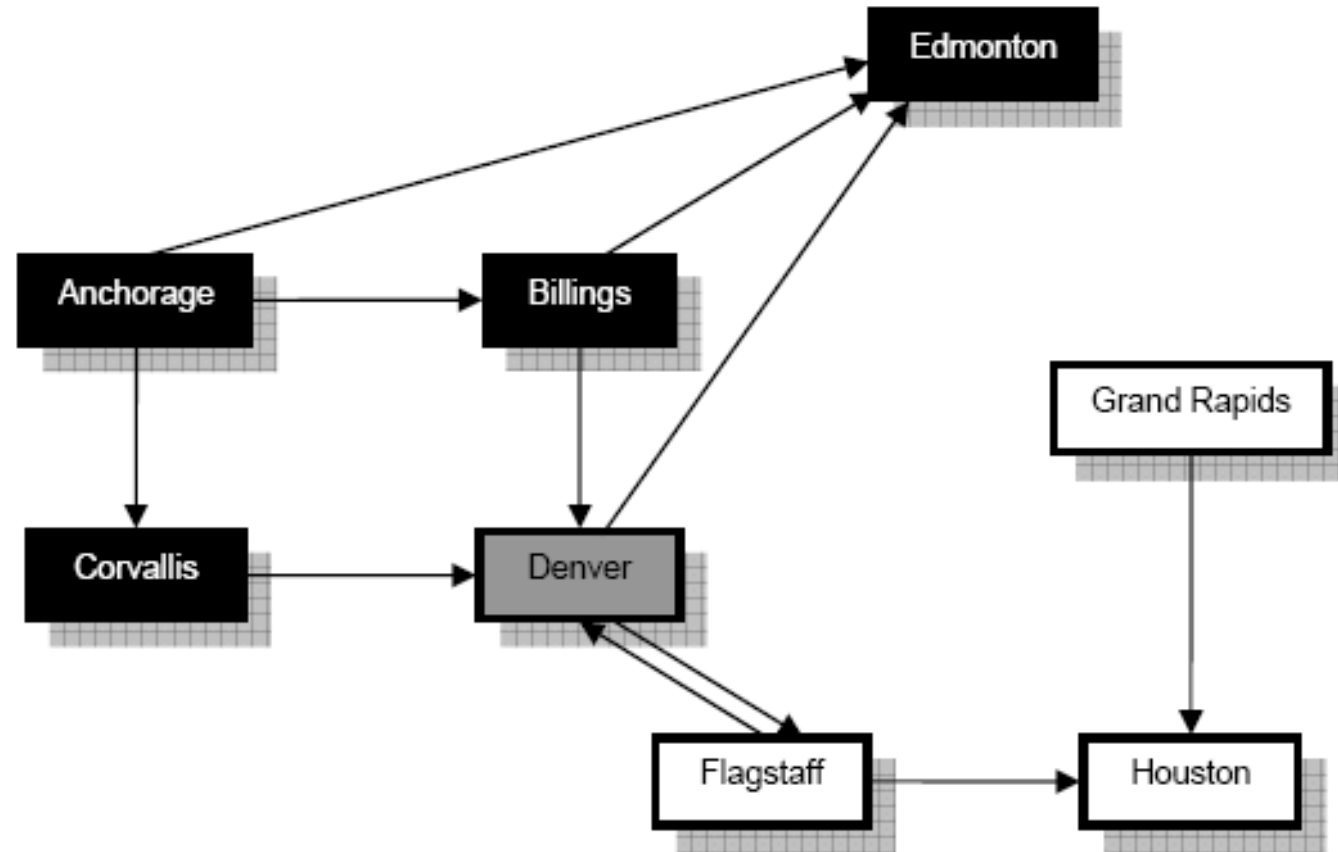 Edmonton
Anchorage
Billings
Grand Rapids
Corvallis
Denver
Flagstaff
Houston